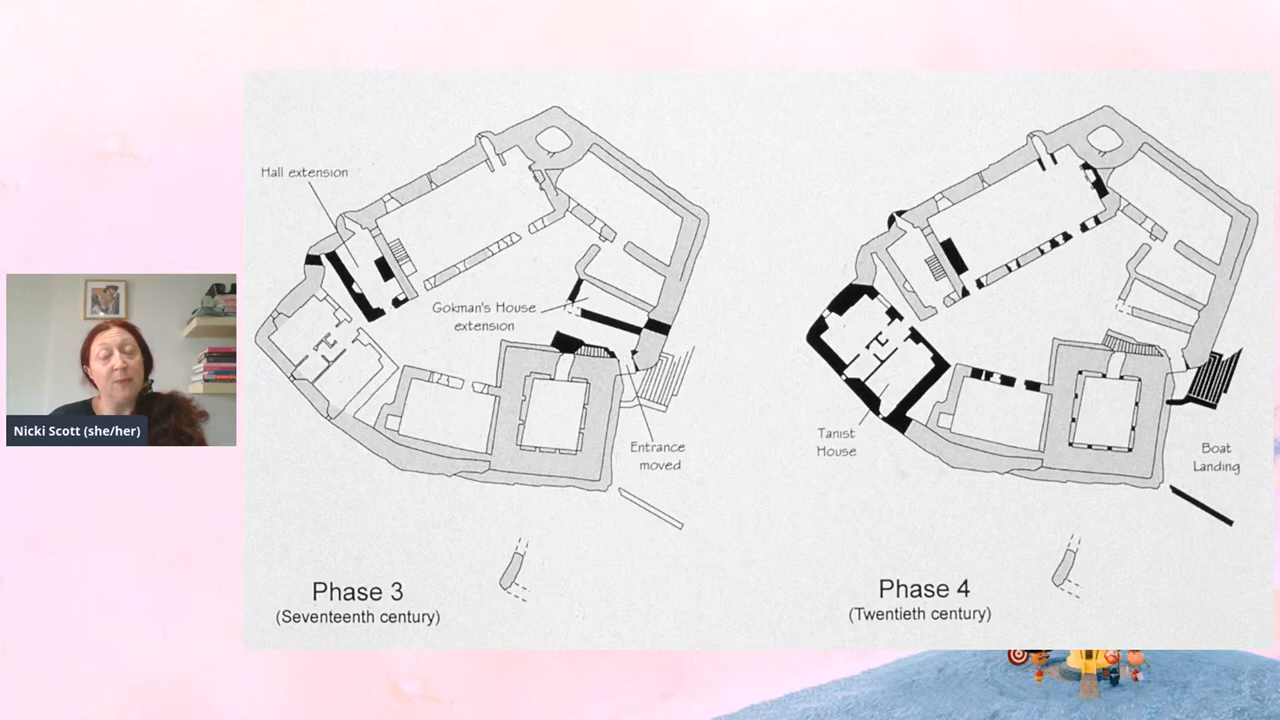 Hall extension
Gokman's House
extension
Entrance
moved
Phase 3
(Seventeenth century)
Tanist
House
Boat
Landing
Phase 4
(Twentieth century)
Nicki Scott (she/her)